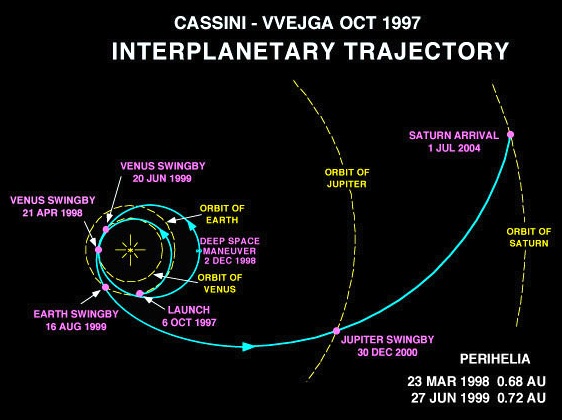 CASSINI - VVEJGA OCT 1997
INTERPLANETARY TRAJECTORY
SATURN ARRIVAL
1 JUL 2004
VENUS SWINGBY
20 JUN 1999
ORBIT OF
JUPITER
VENUS SWINGBY
21 APR 1998
ORBIT OF
EARTH
ORBIT OF
SATURN
DEEP SPACE
MANEUVER
2 DEC 1998
ORBIT OF
VENUS
EARTH SWINGBY
16 AUG 1999
LAUNCH
6 OCT 1997
JUPITER SWINGBY
30 DEC 2000
PERIHELIA
23 MAR 1998 0.68 AU
27 JUN 1999 0.72 AU